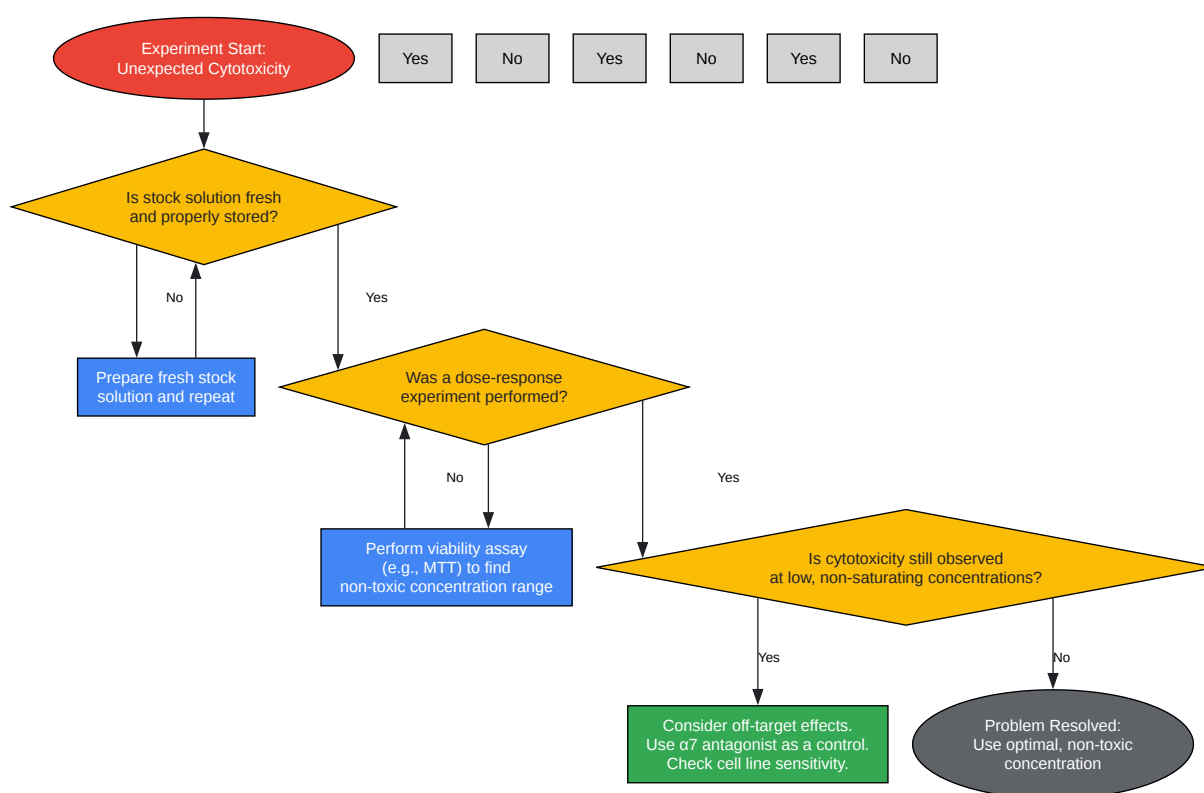 Experiment Start:
Unexpected Cytotoxicity
Yes
No
Yes
No
Yes
No
Is stock solution fresh
and properly stored?
No
Yes
Prepare fresh stock
solution and repeat
Was a dose-response
experiment performed?
No
Yes
Perform viability assay
(e.g., MTT) to find
non-toxic concentration range
Is cytotoxicity still observed
at low, non-saturating concentrations?
Yes
No
Consider off-target effects.
Use α7 antagonist as a control.
Check cell line sensitivity.
Problem Resolved:
Use optimal, non-toxic
concentration